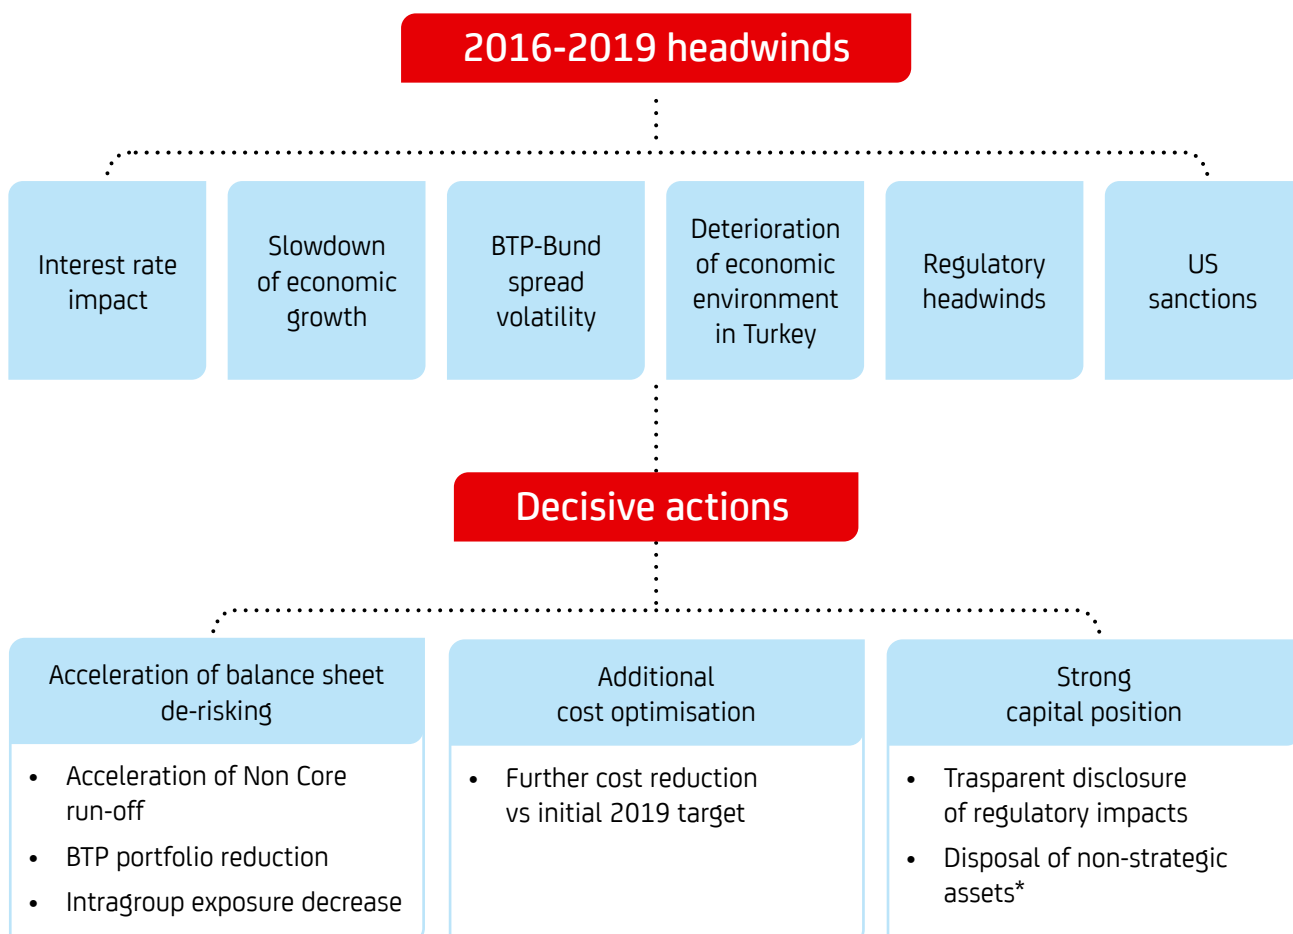 2016-2019 headwinds
Interest rate
impact
Slowdown
of economic
growth
BTP-Bund
spread
volatility
Deterioration
of economic
environment
in Turkey
Regulatory
headwinds
US
sanctions
Decisive actions
Acceleration of balance sheet
de-risking
• Acceleration of Non Core
run-off
• BTP portfolio reduction
• Intragroup exposure decrease
Additional
cost optimisation
• Further cost reduction
vs initial 2019 target
Strong
capital position
• Trasparent disclosure
of regulatory impacts
• Disposal of non-strategic
assets*